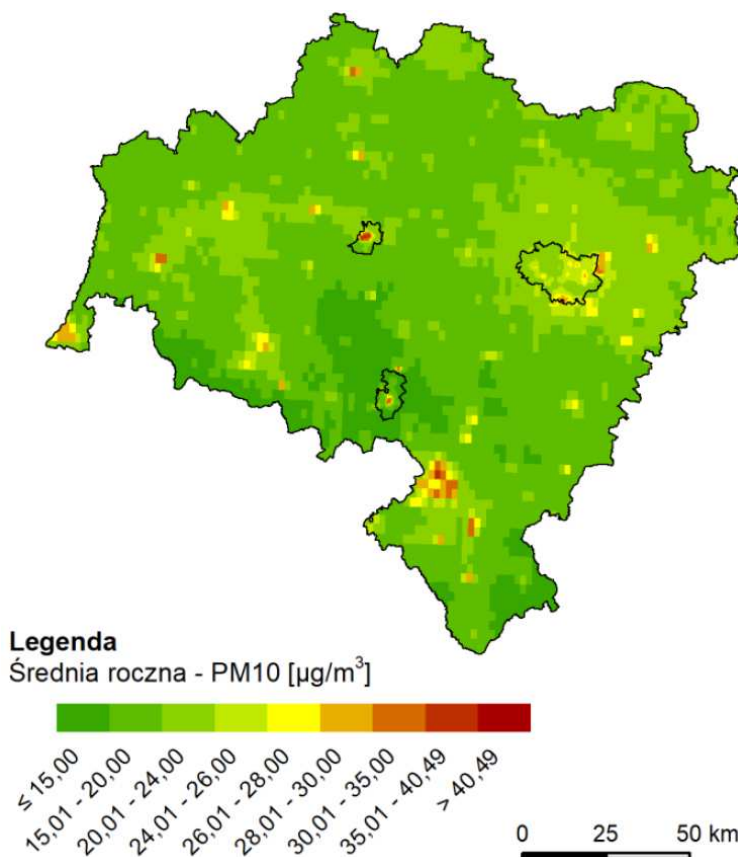 Legenda
Średnia roczna - PM10 [µg/m³]
≤ 15,00
15,01 - 20,00
20,01 - 24,00
24,01 - 26,00
26,01 - 28,00
28,01 - 30,00
30,01 - 35,00
35,01 - 40,49
> 40,49
0 25 50 km